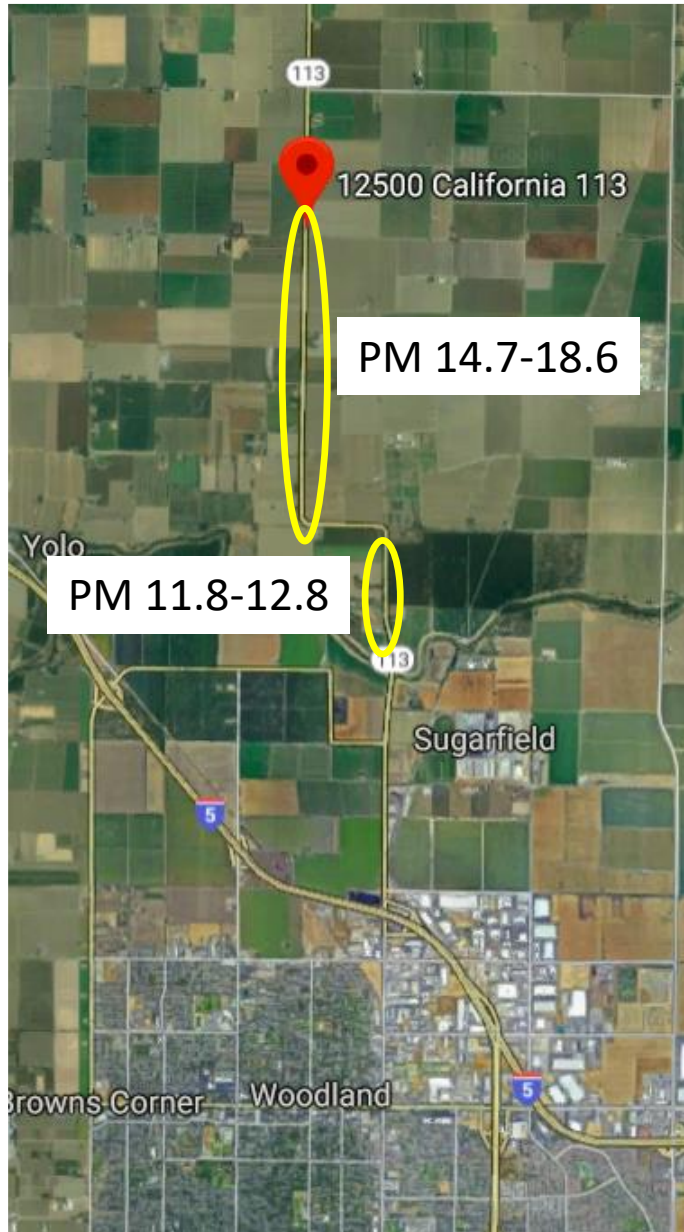 113
12500 California 113
PM 14.7-18.6
Yolo
PM 11.8-12.8
113
Sugarfield
5
Browns Corner
Woodland
5